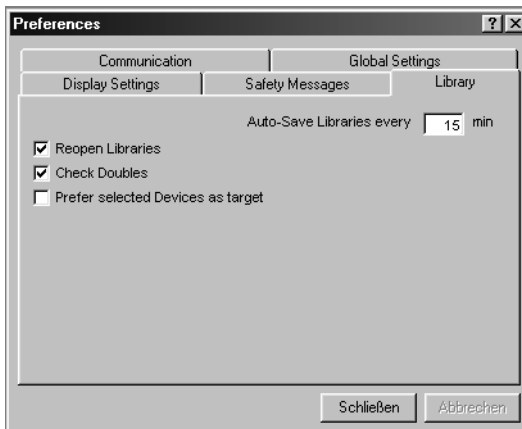 Preferences
Communication
Global Settings
Display Settings
Safety Messages
Library
Auto-Save Libraries every 15 min
Reopen Libraries
Check Doubles
Prefer selected Devices as target
Schließen
Abbrechen